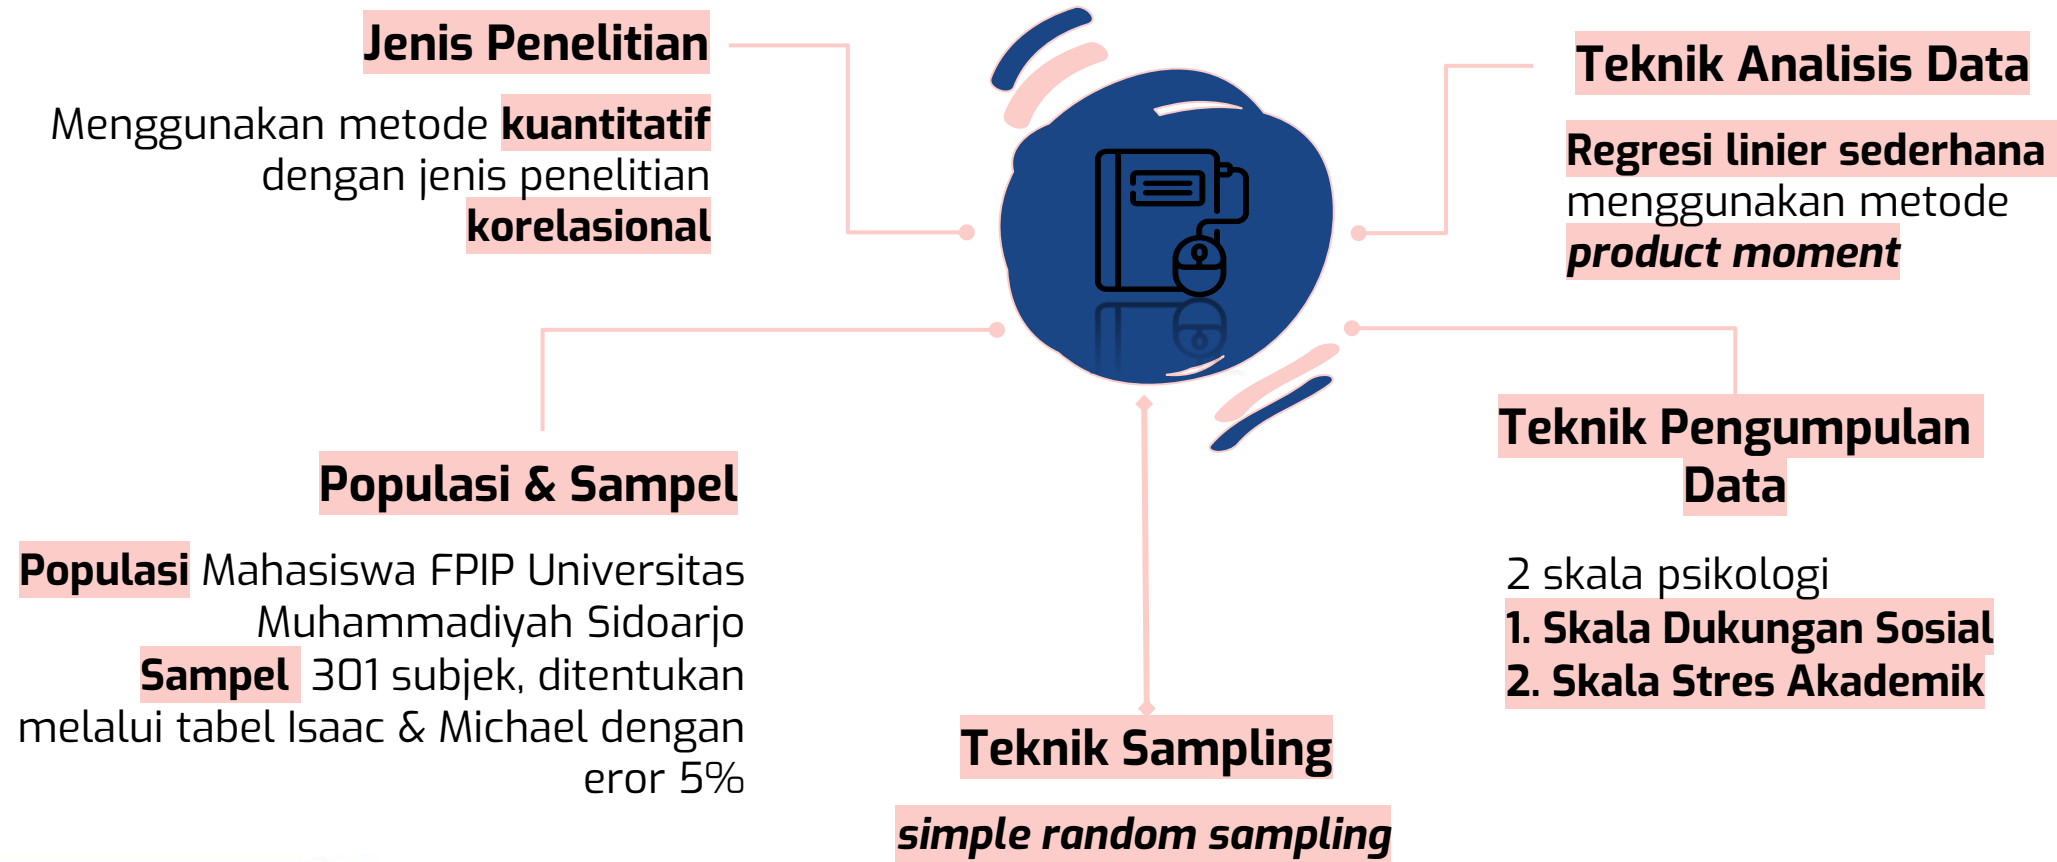 Jenis Penelitian
Menggunakan metode kuantitatif
dengan jenis penelitian
korelasional
Teknik Analisis Data
Regresi linier sederhana
menggunakan metode
product moment
Populasi & Sampel
Populasi Mahasiswa FPIP Universitas
Muhammadiyah Sidoarjo
Sampel 301 subjek, ditentukan
melalui tabel Isaac & Michael dengan
eror 5%
Teknik Pengumpulan
Data
2 skala psikologi
1. Skala Dukungan Sosial
2. Skala Stres Akademik
Teknik Sampling
simple random sampling